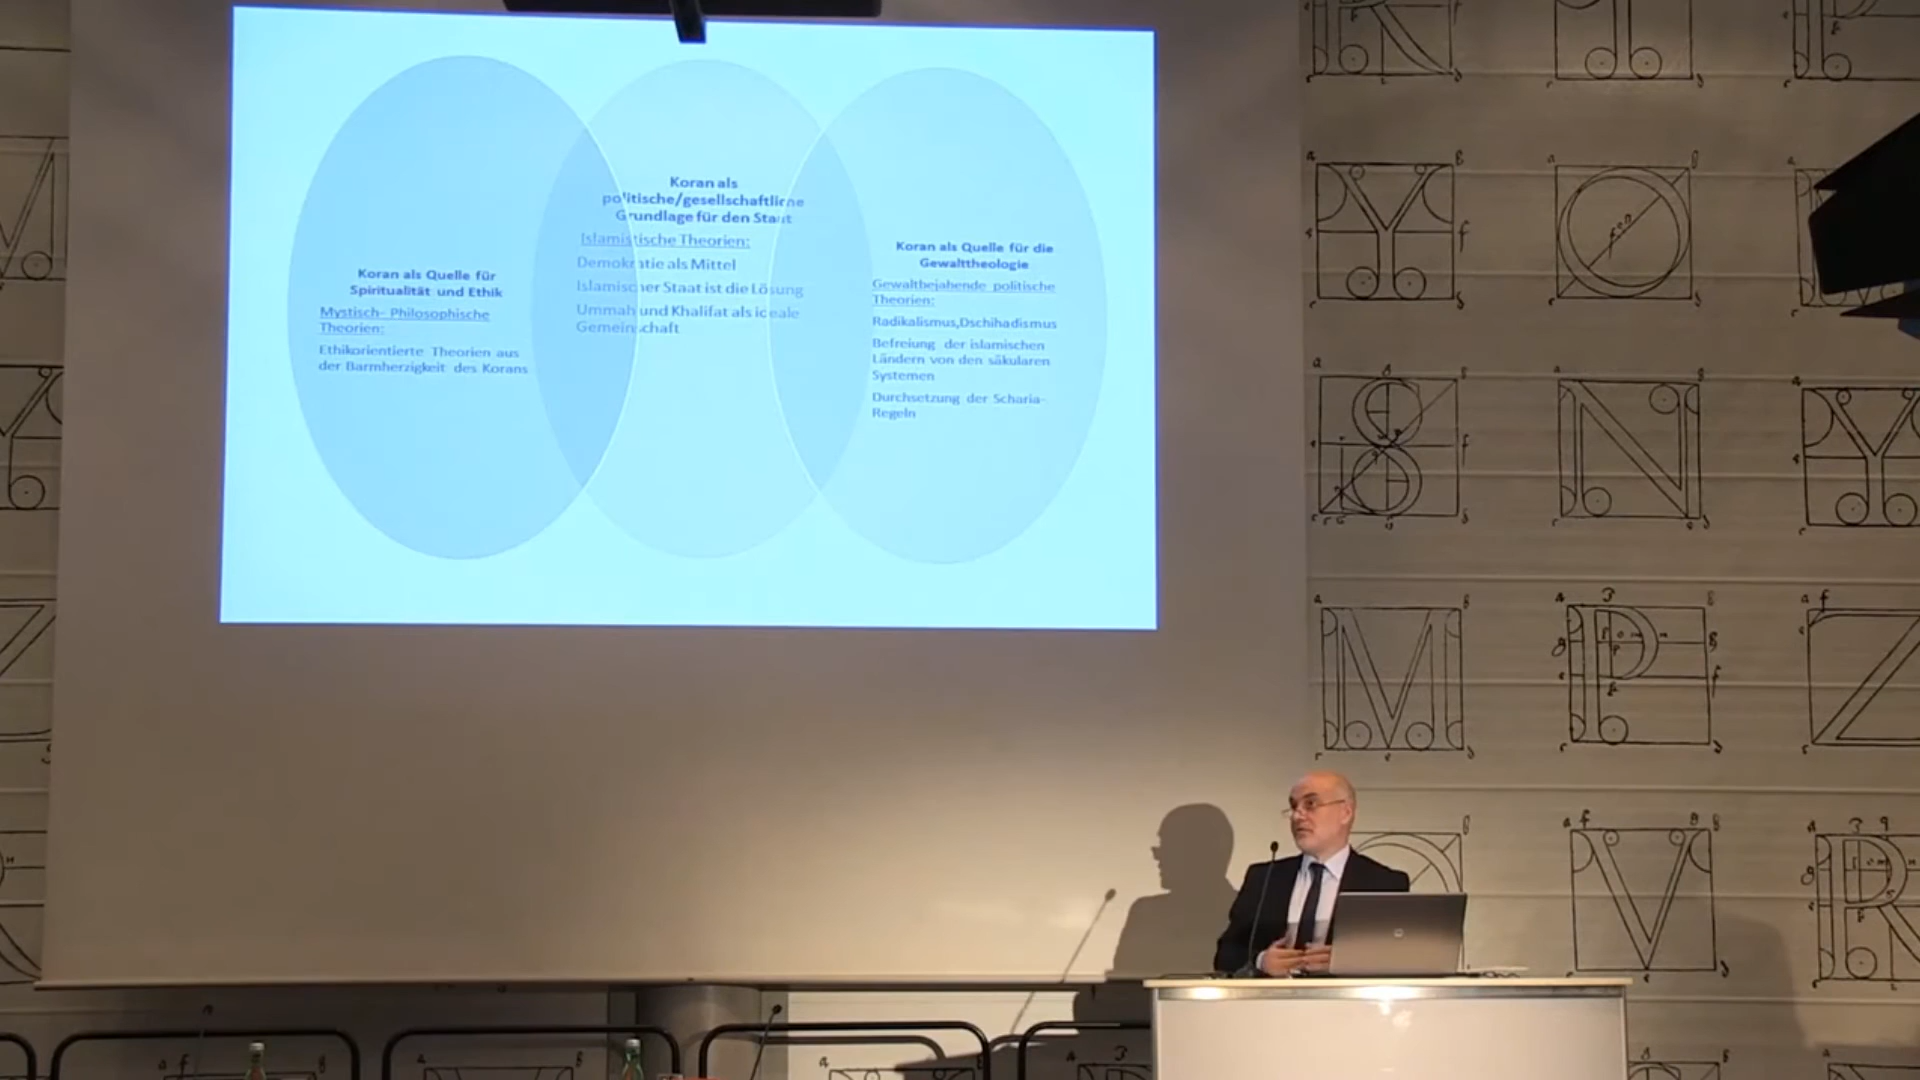 Koran als Quelle für
Spiritualität und Ethik
Mystisch- Philosophische
Theorien:
Ethikorientierte Theorien aus
der Barmherzigkeit des Korans
Koran als
politische/gesellschaftliche
Grundlage für den Staat
Islamistische Theorien:
Demokratie als Mittel
Islamischer Staat ist die Lösung
Ummah und Khalifat als ideale
Gemeinschaft
Koran als Quelle für die
Gewalttheologie
Gewaltbejahende politische
Theorien:
Radikalismus,Dschihadismus
Befreiung der islamischen
Ländern von den säkularen
Systemen
Durchsetzung der Scharia-
Regeln
Y
O
S
N
Y
M
P
Z
V
R